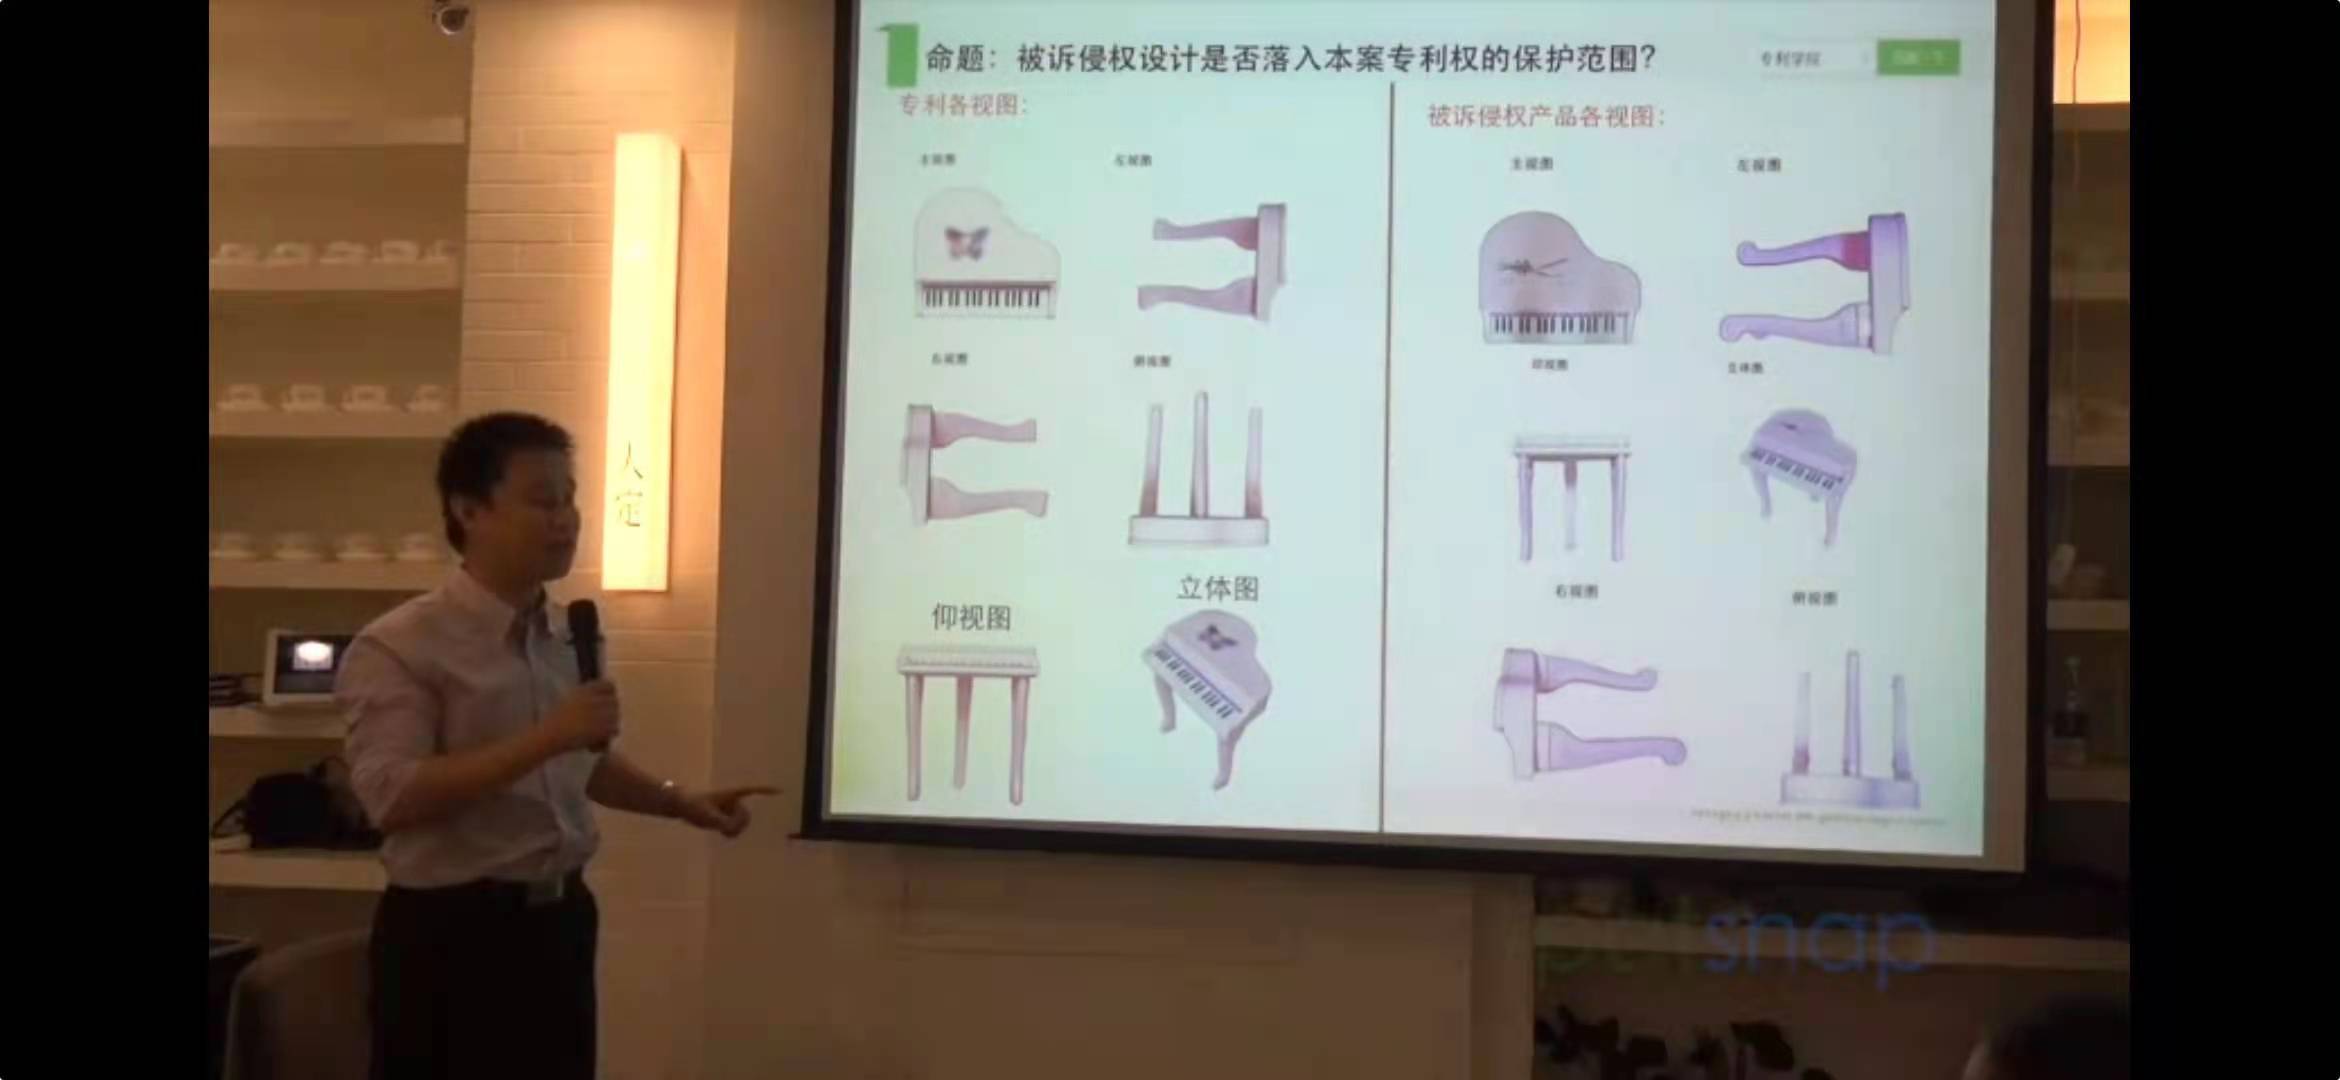 命题：被诉侵权设计是否落入本案专利权的保护范围？
专利学院
专利各视图：
被诉侵权产品各视图：
主视图
左视图
主视图
左视图
右视图
俯视图
仰视图
立体图
仰视图
立体图
右视图
俯视图
人定
patsnap